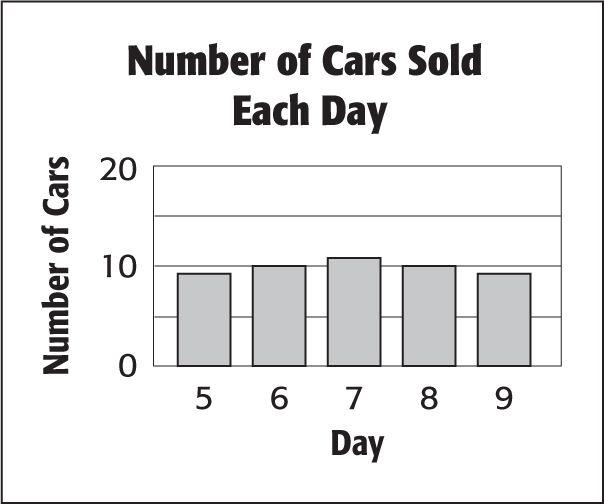 Number of Cars Sold
Each Day
Number of Cars
20
10
0
5 6 7 8 9
Day